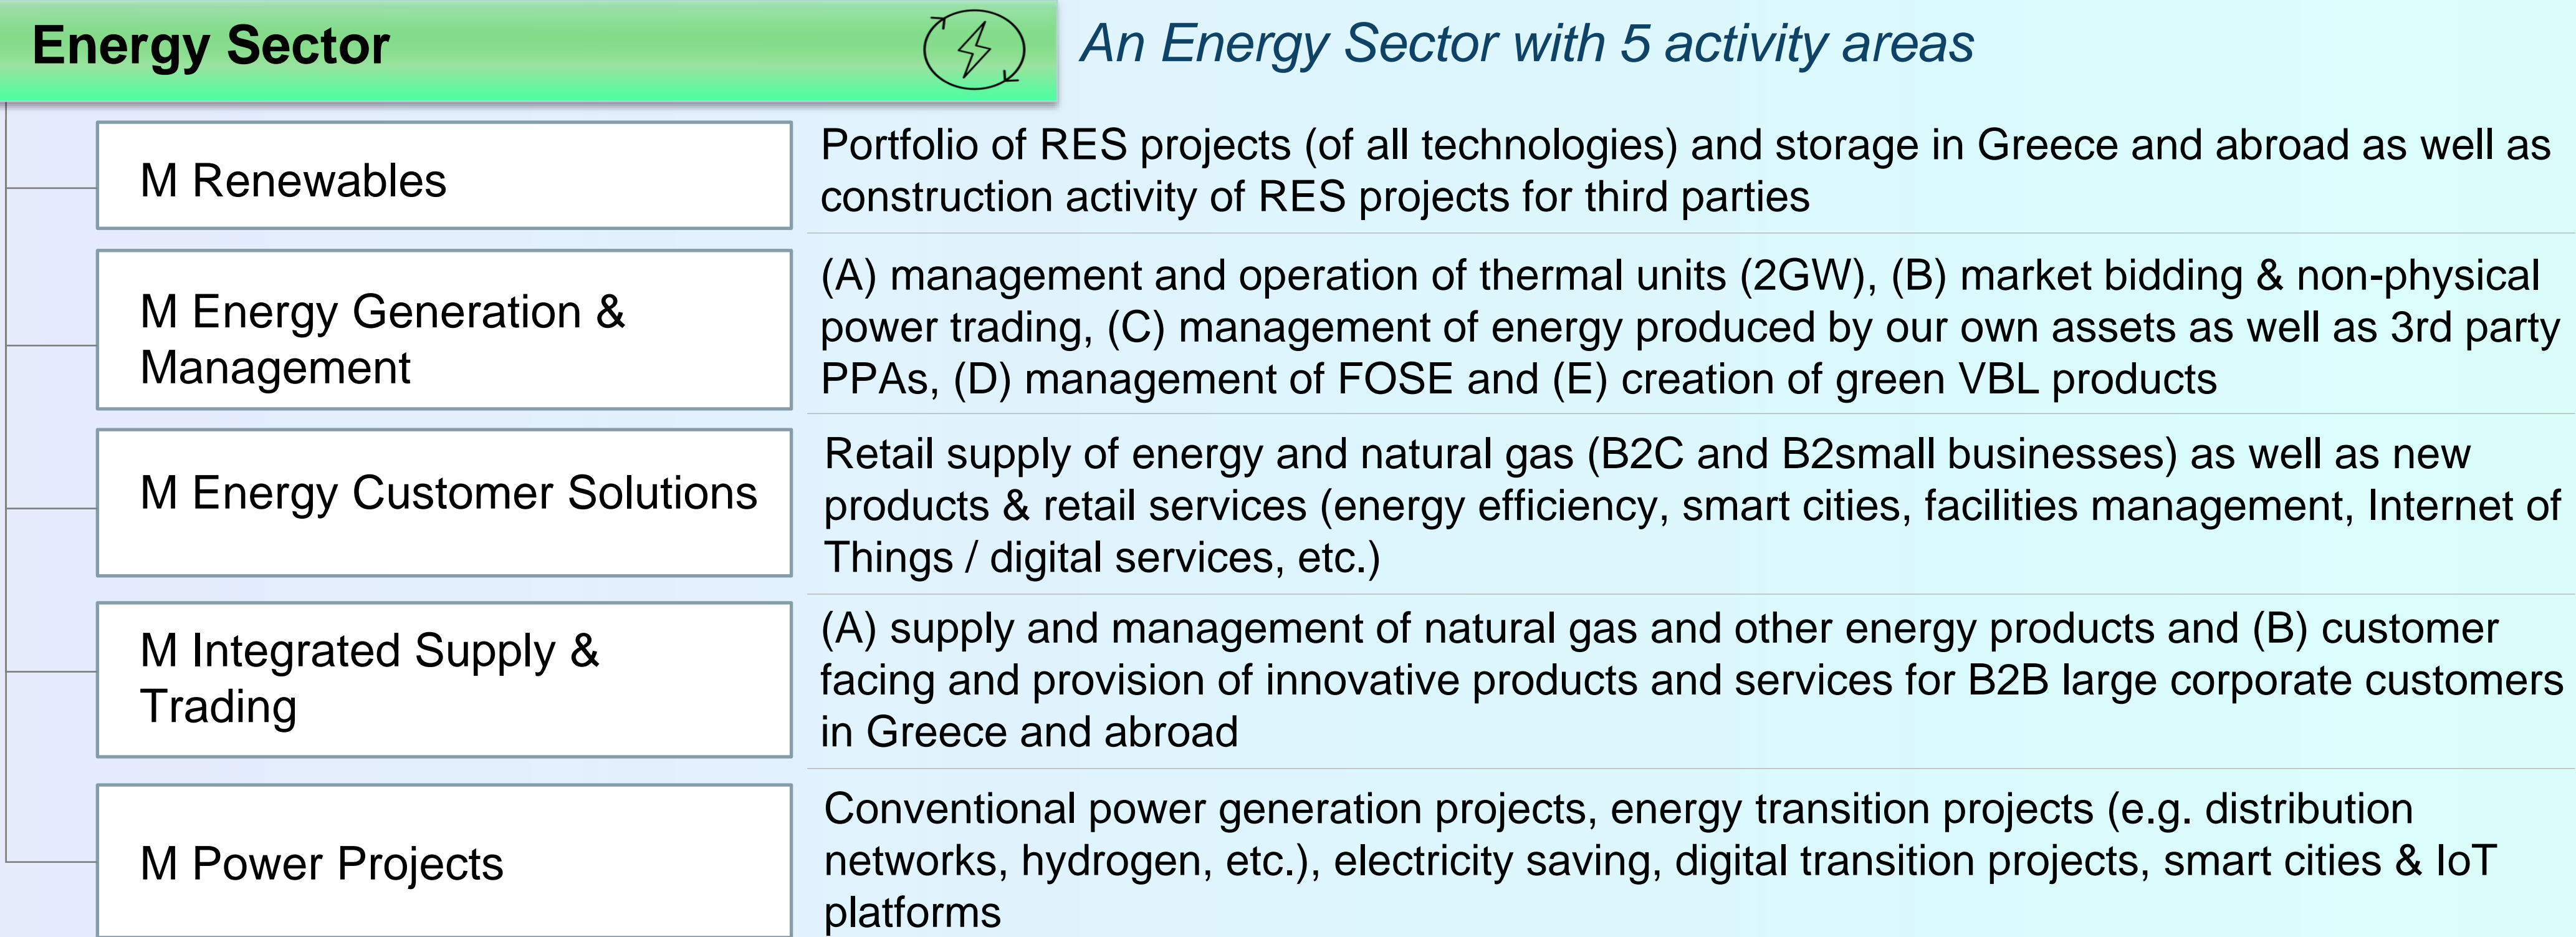 Energy Sector
An Energy Sector with 5 activity areas
M Renewables
Portfolio of RES projects (of all technologies) and storage in Greece and abroad as well as
construction activity of RES projects for third parties
M Energy Generation &
Management
(A) management and operation of thermal units (2GW), (B) market bidding & non-physical
power trading, (C) management of energy produced by our own assets as well as 3rd party
PPAs, (D) management of FOSE and (E) creation of green VBL products
M Energy Customer Solutions
Retail supply of energy and natural gas (B2C and B2small businesses) as well as new
products & retail services (energy efficiency, smart cities, facilities management, Internet of
Things / digital services, etc.)
M Integrated Supply &
Trading
(A) supply and management of natural gas and other energy products and (B) customer
facing and provision of innovative products and services for B2B large corporate customers
in Greece and abroad
M Power Projects
Conventional power generation projects, energy transition projects (e.g. distribution
networks, hydrogen, etc.), electricity saving, digital transition projects, smart cities & IoT
platforms